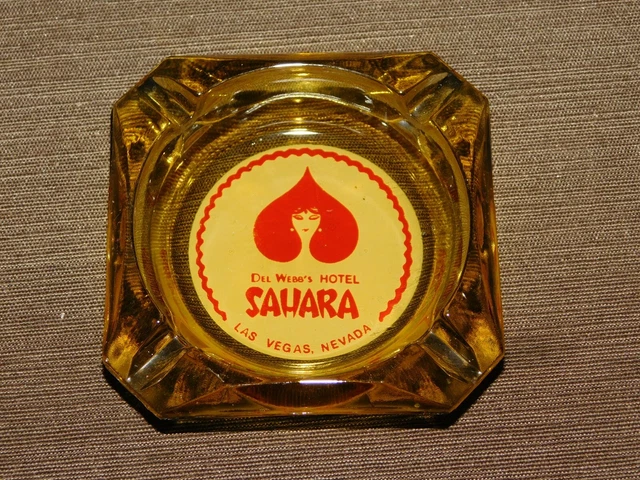 DEL WEBB'S HOTEL
SAHARA
LAS VEGAS, NEVADA